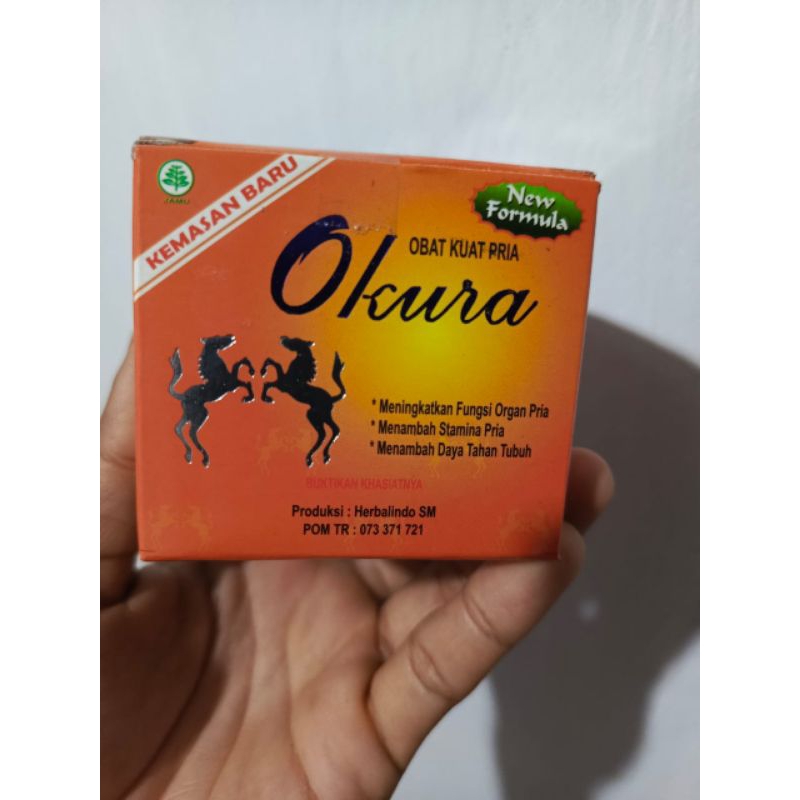 JAMU
KEMASAN BARU
New
Formula
OBAT KUAT PRIA
Okura
* Meningkatkan Fungsi Organ Pria
* Menambah Stamina Pria
* Menambah Daya Tahan Tubuh
BUKTIKAN KHASIATNYA
Produksi : Herbalindo SM
POM TR : 073 371 721